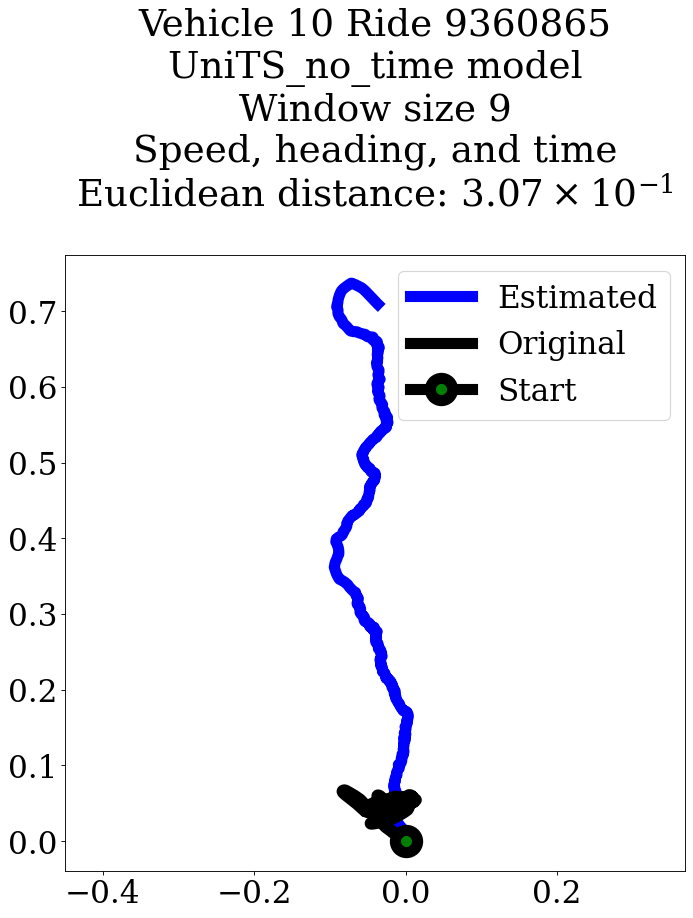 Vehicle 10 Ride 9360865
UniTS_no_time model
Window size 9
Speed, heading, and time
Euclidean distance: 3.07 × 10⁻¹
Estimated
Original
Start
0.7
0.6
0.5
0.4
0.3
0.2
0.1
0.0
−0.4 −0.2 0.0 0.2